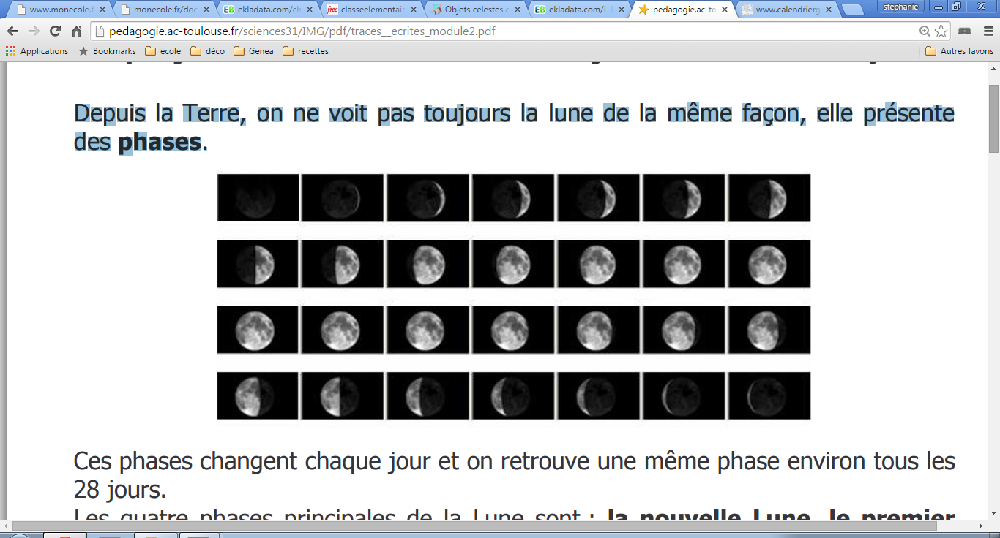 www.monecole.f
monecole.fr/doc
ekladata.com/ch
classeelementair
Objets célestes e
ekladata.com/i-1
pedagogie.ac-to
www.calendrierg
stephanie
pedagogie.ac-toulouse.fr/sciences31/IMG/pdf/traces__ecrites_module2.pdf
Applications Bookmarks école déco Genea recettes Autres favoris
Depuis la Terre, on ne voit pas toujours la lune de la même façon, elle présente
des phases.
Ces phases changent chaque jour et on retrouve une même phase environ tous les
28 jours.
Les quatre phases principales de la Lune sont : la nouvelle Lune, le premier